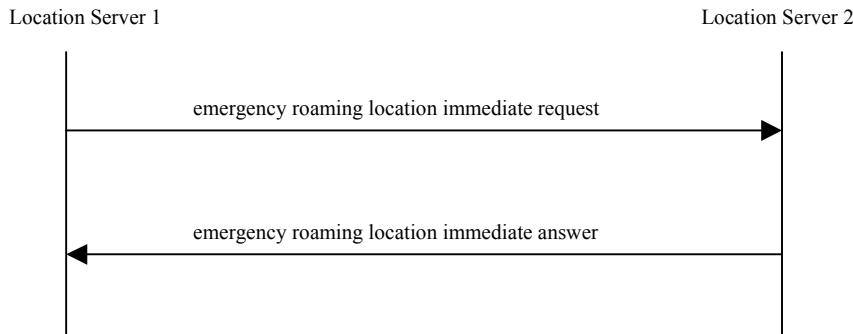 Location Server 1
Location Server 2
emergency roaming location immediate request
emergency roaming location immediate answer